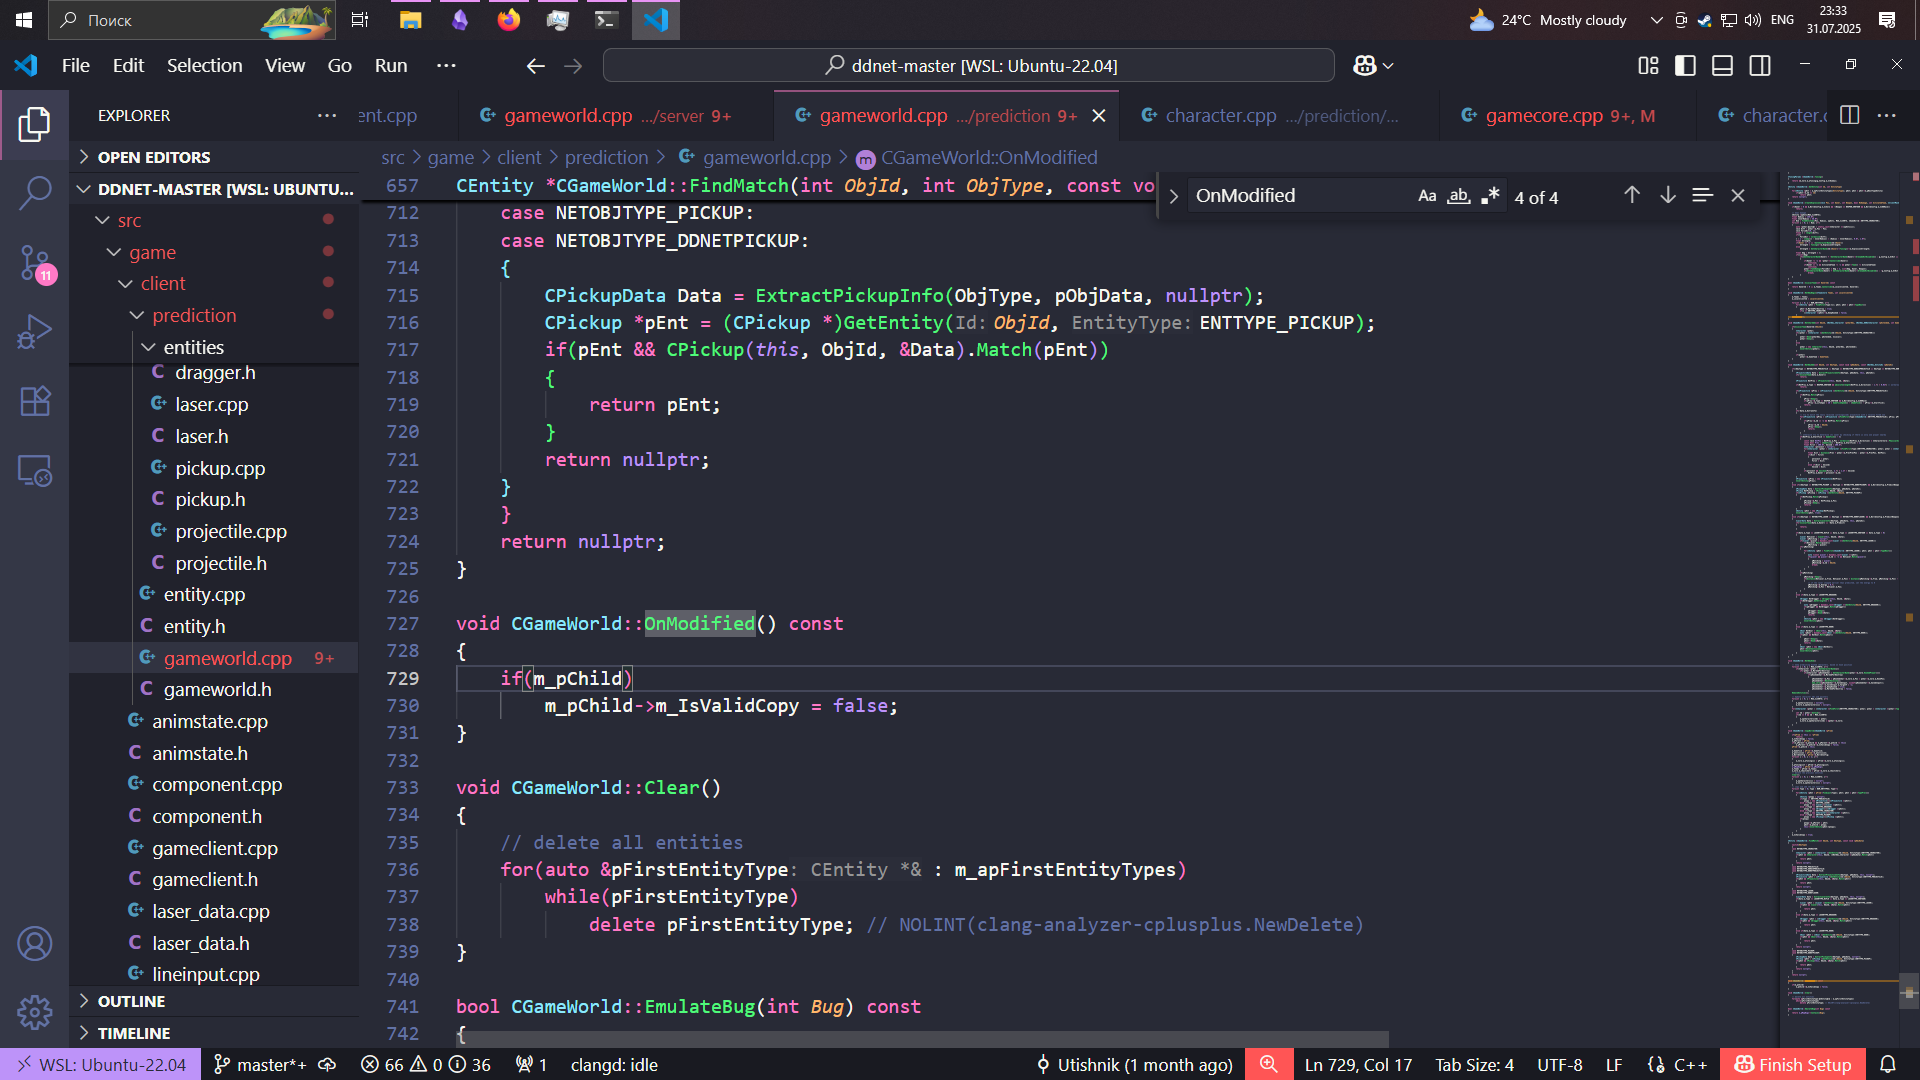 Поиск
24°C Mostly cloudy
ENG
23:33
31.07.2025
File Edit Selection View Go Run ···
ddnet-master [WSL: Ubuntu-22.04]
EXPLORER
ent.cpp
gameworld.cpp .../server 9+
gameworld.cpp .../prediction 9+
character.cpp .../prediction/...
gamecore.cpp 9+, M
character.c
OPEN EDITORS
DDNET-MASTER [WSL: UBUNTU...
src
game
client
prediction
entities
dragger.h
laser.cpp
laser.h
pickup.cpp
pickup.h
projectile.cpp
projectile.h
entity.cpp
entity.h
gameworld.cpp 9+
gameworld.h
animstate.cpp
animstate.h
component.cpp
component.h
gameclient.cpp
gameclient.h
laser_data.cpp
laser_data.h
lineinput.cpp
OUTLINE
TIMELINE
11
src > game > client > prediction > gameworld.cpp > CGameWorld::OnModified
OnModified
Aa ab .* 4 of 4
657 CEntity *CGameWorld::FindMatch(int ObjId, int ObjType, const vo
712 case NETOBJTYPE_PICKUP:
713 case NETOBJTYPE_DDNETPICKUP:
714 {
715 CPickupData Data = ExtractPickupInfo(ObjType, pObjData, nullptr);
716 CPickup *pEnt = (CPickup *)GetEntity(Id: ObjId, EntityType: ENTTYPE_PICKUP);
717 if(pEnt && CPickup(this, ObjId, &Data).Match(pEnt))
718 {
719 return pEnt;
720 }
721 return nullptr;
722 }
723 }
724 return nullptr;
725 }
726
727 void CGameWorld::OnModified() const
728 {
729 if(m_pChild)
730 m_pChild->m_IsValidCopy = false;
731 }
732
733 void CGameWorld::Clear()
734 {
735 // delete all entities
736 for(auto &pFirstEntityType: CEntity *& : m_apFirstEntityTypes)
737 while(pFirstEntityType)
738 delete pFirstEntityType; // NOLINT(clang-analyzer-cplusplus.NewDelete)
739 }
740
741 bool CGameWorld::EmulateBug(int Bug) const
742 {
WSL: Ubuntu-22.04 master*+ 66 0 36 1 clangd: idle
Utishnik (1 month ago) Ln 729, Col 17 Tab Size: 4 UTF-8 LF {} C++ Finish Setup